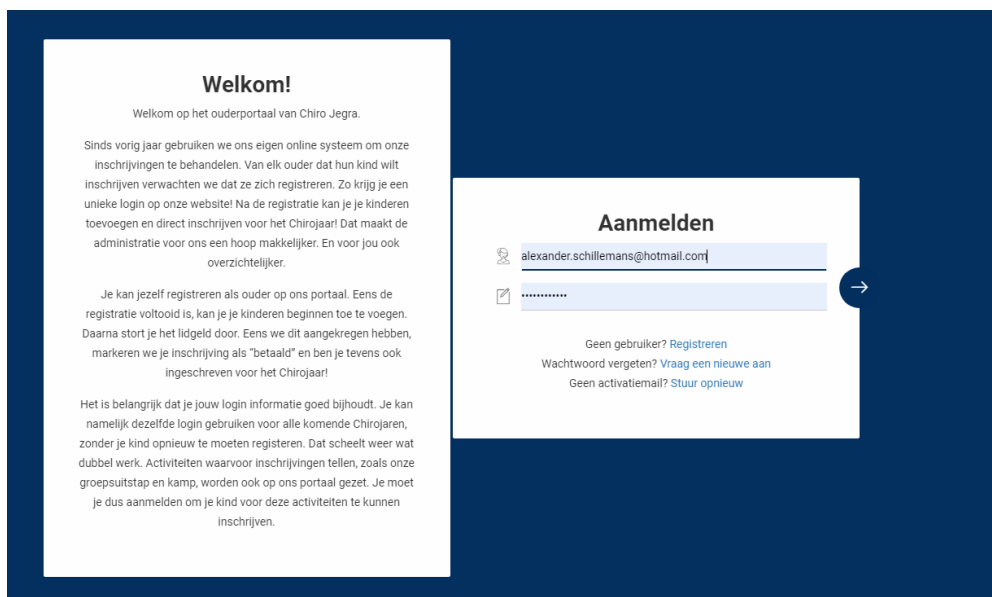 Welkom!
Welkom op het ouderportaal van Chiro Jegra.
Sinds vorig jaar gebruiken we ons eigen online systeem om onze
inschrijvingen te behandelen. Van elk ouder dat hun kind wilt
inschrijven verwachten we dat ze zich registreren. Zo krijg je een
unieke login op onze website! Na de registratie kan je je kinderen
toevoegen en direct inschrijven voor het Chirojaar! Dat maakt de
administratie voor ons een hoop makkelijker. En voor jou ook
overzichtelijker.
Je kan jezelf registreren als ouder op ons portaal. Eens de
registratie voltooid is, kan je je kinderen beginnen toe te voegen.
Daarna stort je het lidgeld door. Eens we dit aangekregen hebben,
markeren we je inschrijving als "betaald" en ben je tevens ook
ingeschreven voor het Chirojaar!
Het is belangrijk dat je jouw login informatie goed bijhoudt. Je kan
namelijk dezelfde login gebruiken voor alle komende Chirojaren,
zonder je kind opnieuw te moeten registeren. Dat scheelt weer wat
dubbel werk. Activiteiten waarvoor inschrijvingen tellen, zoals onze
groepsuitstap en kamp, worden ook op ons portaal gezet. Je moet
je dus aanmelden om je kind voor deze activiteiten te kunnen
inschrijven.
Aanmelden
alexander.schillemans@hotmail.com
••••••••••••
Geen gebruiker? Registreren
Wachtwoord vergeten? Vraag een nieuwe aan
Geen activatiemail? Stuur opnieuw